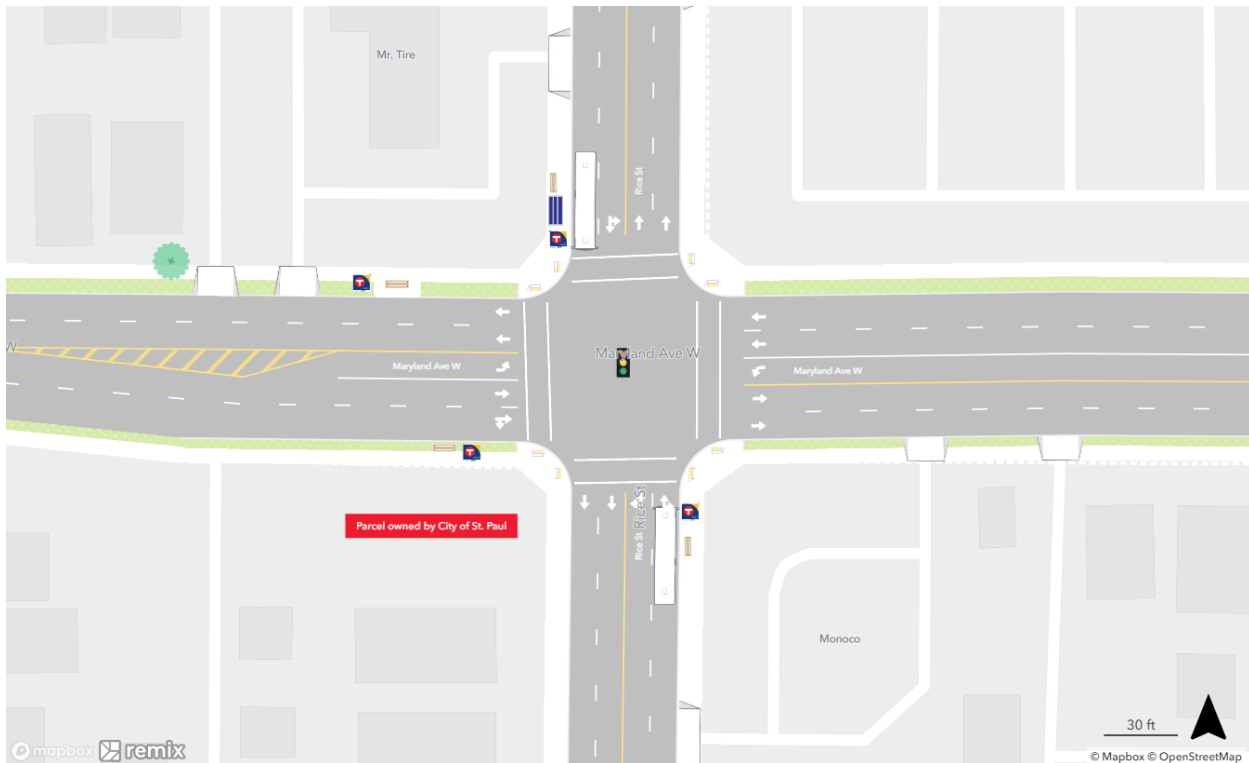 Mr. Tire
Rice St
T
T
W
Maryland Ave W
Maryland Ave W
Maryland Ave W
T
T
Rice St
Rice St
Parcel owned by City of St. Paul
Monoco
30 ft
mapbox remix
© Mapbox © OpenStreetMap